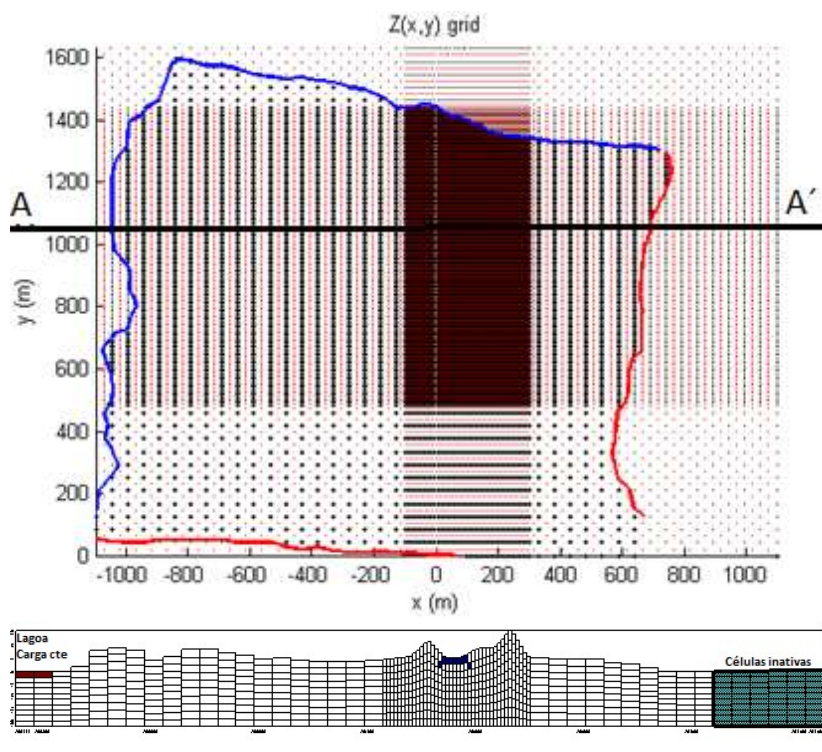 Z(x,y) grid
1600
1400
1200
1000
800
600
400
200
0
y (m)
A
A´
-1000 -800 -600 -400 -200 0 200 400 600 800 1000
x (m)
Lagoa
Carga cte
Células inativas